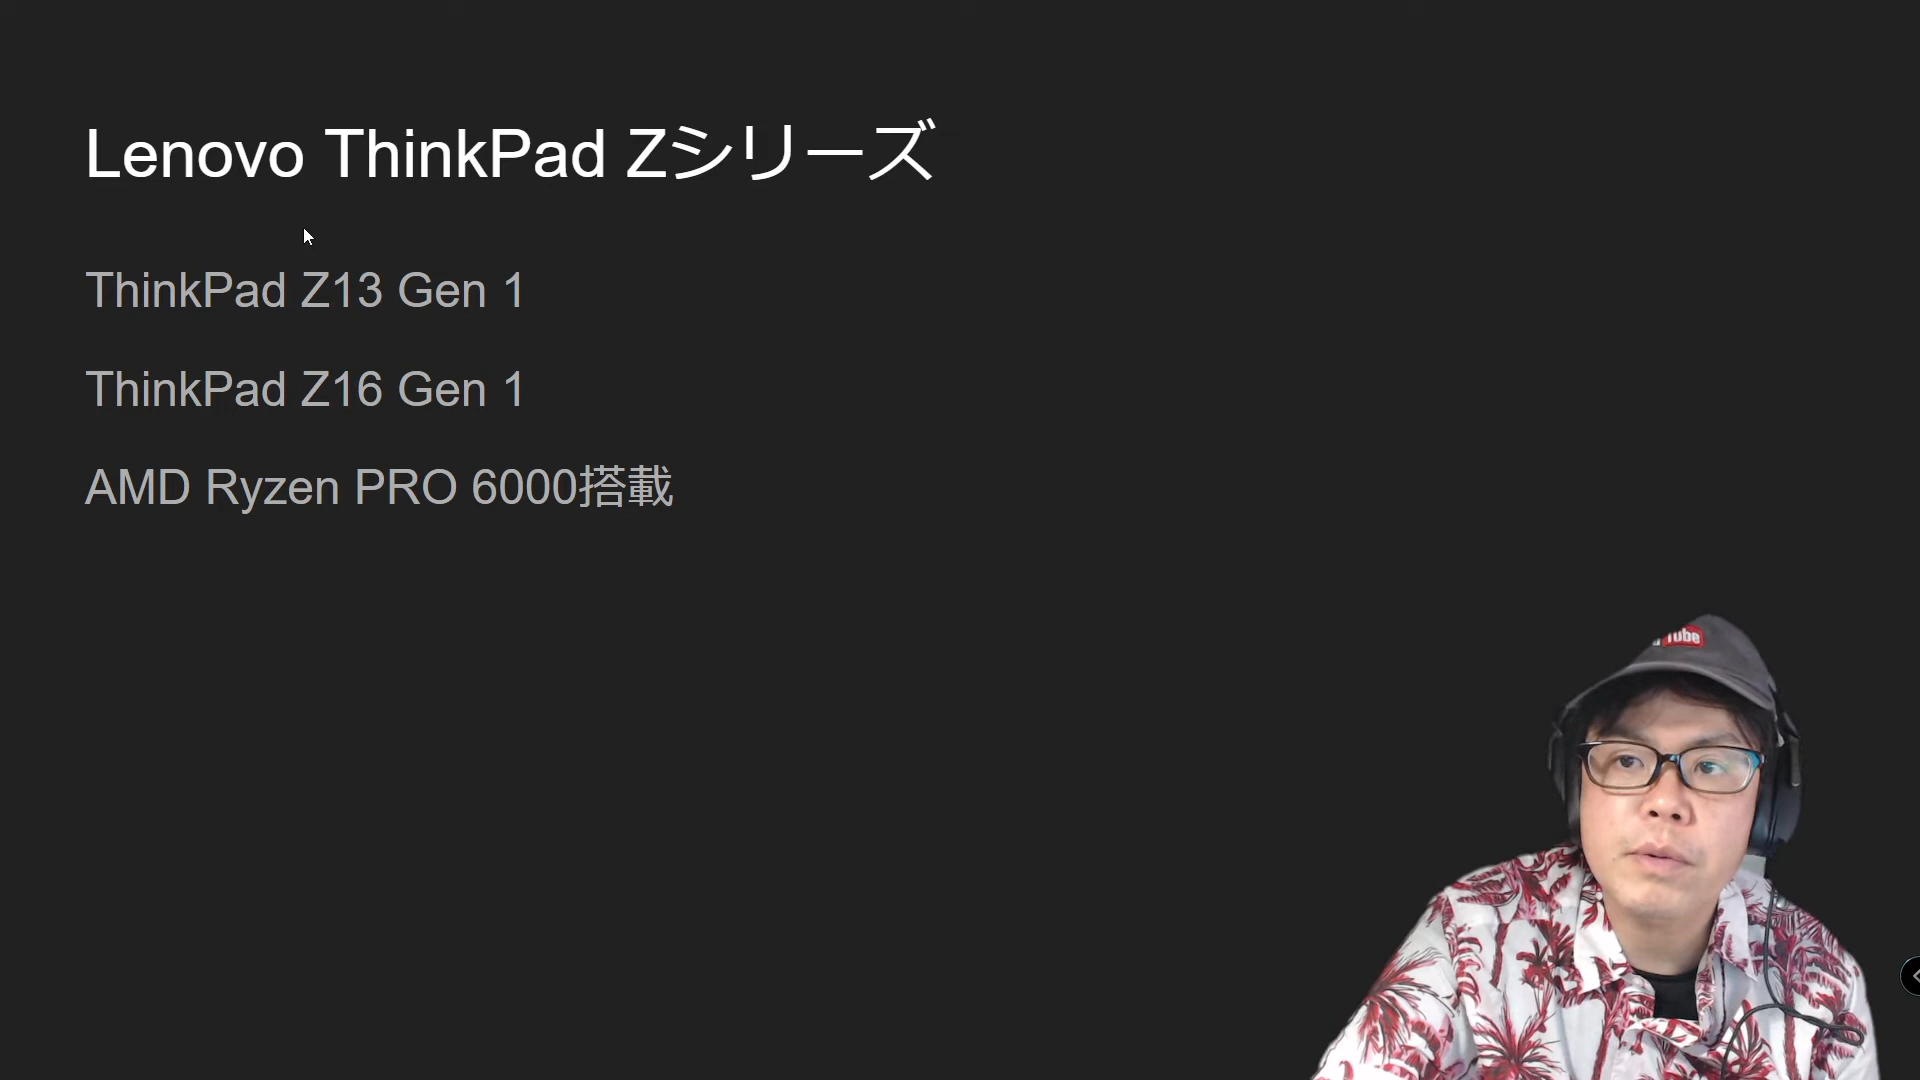 Lenovo ThinkPad Zシリーズ
ThinkPad Z13 Gen 1
ThinkPad Z16 Gen 1
AMD Ryzen PRO 6000搭載
Tube